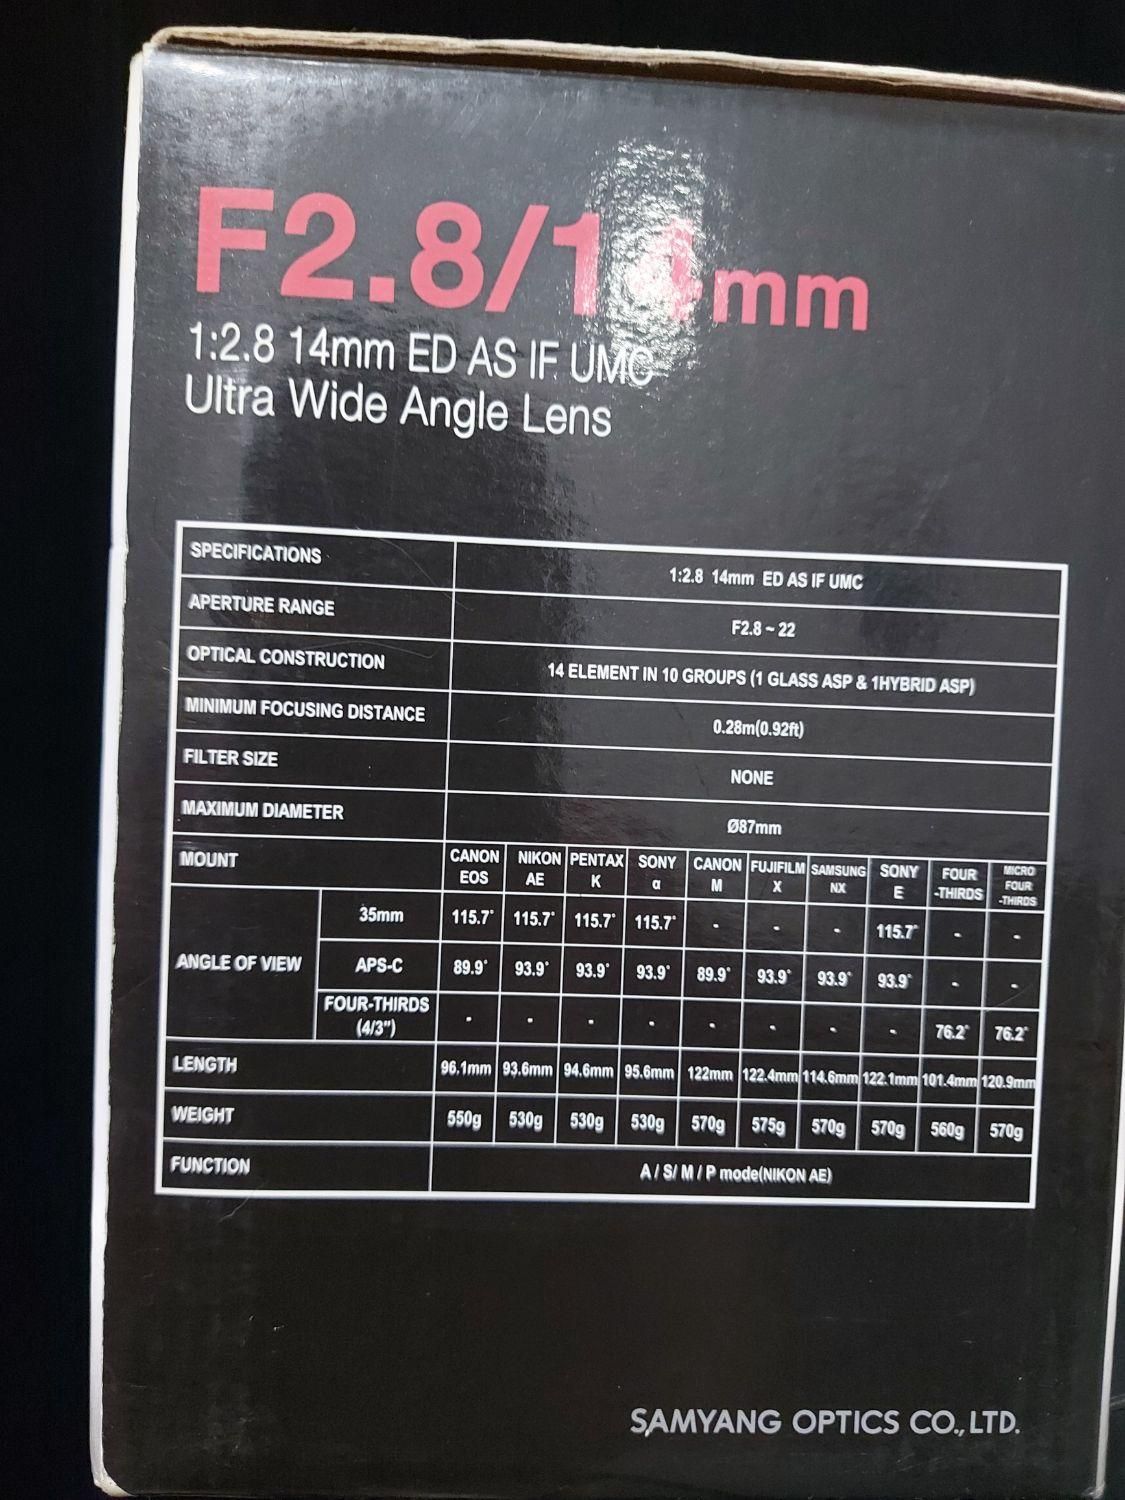 F2.8/14mm
1:2.8 14mm ED AS IF UMC
Ultra Wide Angle Lens
SPECIFICATIONS 1:2.8 14mm ED AS IF UMC
APERTURE RANGE F2.8 ~ 22
OPTICAL CONSTRUCTION 14 ELEMENT IN 10 GROUPS (1 GLASS ASP & 1HYBRID ASP)
MINIMUM FOCUSING DISTANCE 0.28m(0.92ft)
FILTER SIZE NONE
MAXIMUM DIAMETER Ø87mm
MOUNT CANON EOS NIKON AE PENTAX K SONY α CANON M FUJIFILM X SAMSUNG NX SONY E FOUR -THIRDS MICRO FOUR -THIRDS
ANGLE OF VIEW
35mm 115.7° 115.7° 115.7° 115.7° - - - 115.7° - -
APS-C 89.9° 93.9° 93.9° 93.9° 89.9° 93.9° 93.9° 93.9° - -
FOUR-THIRDS (4/3") - - - - - - - - 76.2° 76.2°
LENGTH 96.1mm 93.6mm 94.6mm 95.6mm 122mm 122.4mm 114.6mm 122.1mm 101.4mm 120.9mm
WEIGHT 550g 530g 530g 530g 570g 575g 570g 570g 560g 570g
FUNCTION A / S/ M / P mode(NIKON AE)
SAMYANG OPTICS CO., LTD.